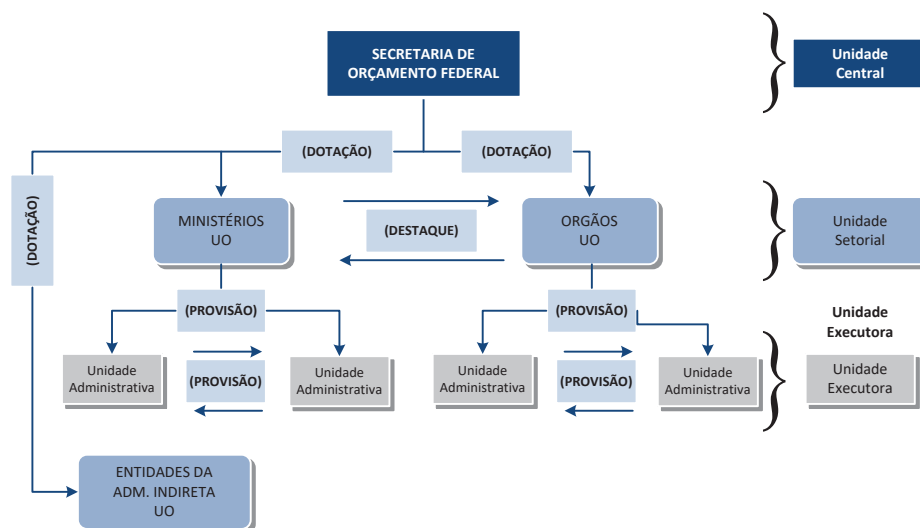 SECRETARIA DE
ORÇAMENTO FEDERAL
Unidade
Central
(DOTAÇÃO)
(DOTAÇÃO)
(DOTAÇÃO)
MINISTÉRIOS
UO
(DESTAQUE)
ORGÃOS
UO
Unidade
Setorial
(PROVISÃO)
(PROVISÃO)
Unidade
Executora
Unidade
Administrativa
(PROVISÃO)
Unidade
Administrativa
Unidade
Administrativa
(PROVISÃO)
Unidade
Administrativa
Unidade
Executora
ENTIDADES DA
ADM. INDIRETA
UO